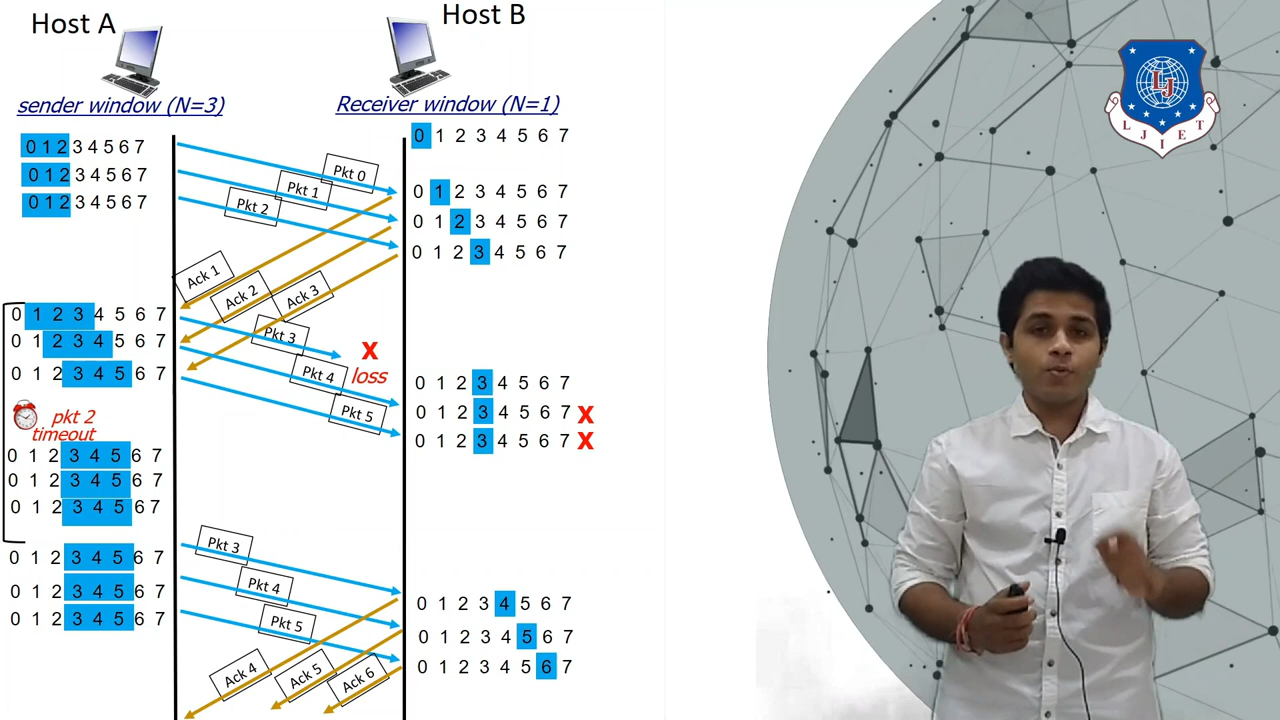 Host A
Host B
sender window (N=3)
Receiver window (N=1)
0 1 2 3 4 5 6 7
0 1 2 3 4 5 6 7
0 1 2 3 4 5 6 7
0 1 2 3 4 5 6 7
0 1 2 3 4 5 6 7
0 1 2 3 4 5 6 7
0 1 2 3 4 5 6 7
Pkt 0
Pkt 1
Pkt 2
Ack 1
Ack 2
Ack 3
0 1 2 3 4 5 6 7
0 1 2 3 4 5 6 7
0 1 2 3 4 5 6 7
Pkt 3
X
loss
Pkt 4
Pkt 5
0 1 2 3 4 5 6 7
0 1 2 3 4 5 6 7 X
0 1 2 3 4 5 6 7 X
pkt 2
timeout
0 1 2 3 4 5 6 7
0 1 2 3 4 5 6 7
0 1 2 3 4 5 6 7
0 1 2 3 4 5 6 7
0 1 2 3 4 5 6 7
0 1 2 3 4 5 6 7
Pkt 3
Pkt 4
Pkt 5
0 1 2 3 4 5 6 7
0 1 2 3 4 5 6 7
0 1 2 3 4 5 6 7
Ack 4
Ack 5
Ack 6
LJ
LJIET